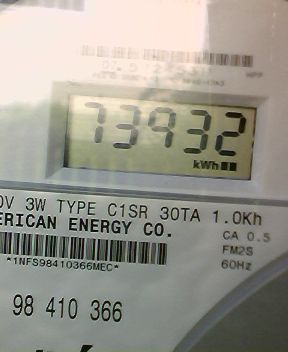 73932
kWh
0V 3W TYPE C1SR 30TA 1.0Kh
ERICAN ENERGY CO.
CA 0.5
FM2S
60Hz
*1NFS98410366MEC*
98 410 366